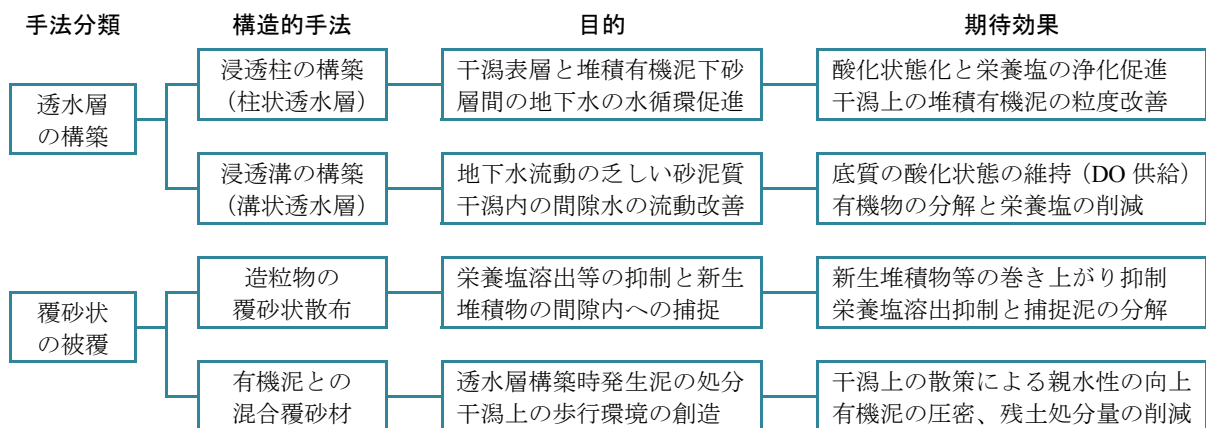 手法分類 構造的手法 目的 期待効果
透水層
の構築
浸透柱の構築
(柱状透水層)
干潟表層と堆積有機泥下砂
層間の地下水の水循環促進
酸化状態化と栄養塩の浄化促進
干潟上の堆積有機泥の粒度改善
浸透溝の構築
(溝状透水層)
地下水流動の乏しい砂泥質
干潟内の間隙水の流動改善
底質の酸化状態の維持(DO 供給)
有機物の分解と栄養塩の削減
覆砂状
の被覆
造粒物の
覆砂状散布
栄養塩溶出等の抑制と新生
堆積物の間隙内への捕捉
新生堆積物等の巻き上がり抑制
栄養塩溶出抑制と捕捉泥の分解
有機泥との
混合覆砂材
透水層構築時発生泥の処分
干潟上の歩行環境の創造
干潟上の散策による親水性の向上
有機泥の圧密、残土処分量の削減